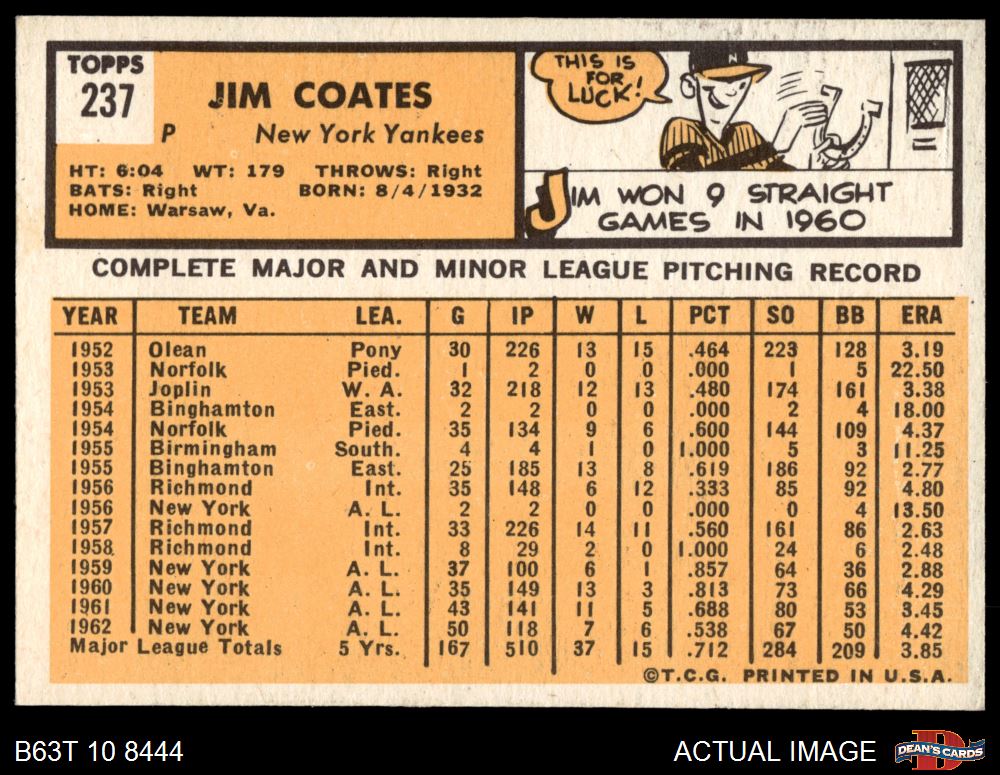 TOPPS
237
JIM COATES
P New York Yankees
HT: 6:04 WT: 179 THROWS: Right
BATS: Right BORN: 8/4/1932
HOME: Warsaw, Va.
THIS IS
FOR
LUCK!
N
JIM WON 9 STRAIGHT
GAMES IN 1960
COMPLETE MAJOR AND MINOR LEAGUE PITCHING RECORD
YEAR TEAM LEA. G IP W L PCT SO BB ERA
1952 Olean Pony 30 226 13 15 .464 223 128 3.19
1953 Norfolk Pied. 1 2 0 0 .000 1 5 22.50
1953 Joplin W. A. 32 218 12 13 .480 174 161 3.38
1954 Binghamton East. 2 2 0 0 .000 2 4 18.00
1954 Norfolk Pied. 35 134 9 6 .600 144 109 4.37
1955 Birmingham South. 4 4 1 0 1.000 5 3 11.25
1955 Binghamton East. 25 185 13 8 .619 186 92 2.77
1956 Richmond Int. 35 148 6 12 .333 85 92 4.80
1956 New York A. L. 2 2 0 0 .000 0 4 13.50
1957 Richmond Int. 33 226 14 11 .560 161 86 2.63
1958 Richmond Int. 8 29 2 0 1.000 24 6 2.48
1959 New York A. L. 37 100 6 1 .857 64 36 2.88
1960 New York A. L. 35 149 13 3 .813 73 66 4.29
1961 New York A. L. 43 141 11 5 .688 80 53 3.45
1962 New York A. L. 50 118 7 6 .538 67 50 4.42
Major League Totals 5 Yrs. 167 510 37 15 .712 284 209 3.85
©T.C.G. PRINTED IN U.S.A.
B63T 10 8444 ACTUAL IMAGE DEAN'S CARDS